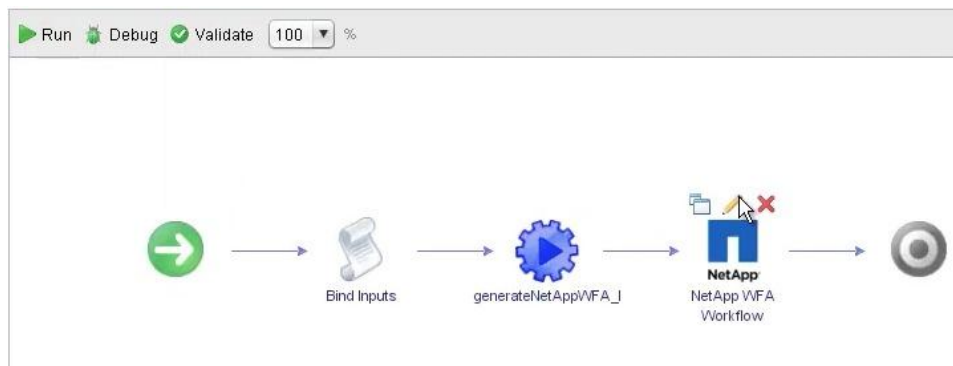 Run Debug Validate 100 %
NetApp
Bind Inputs generateNetAppWFA_I NetApp WFA
Workflow